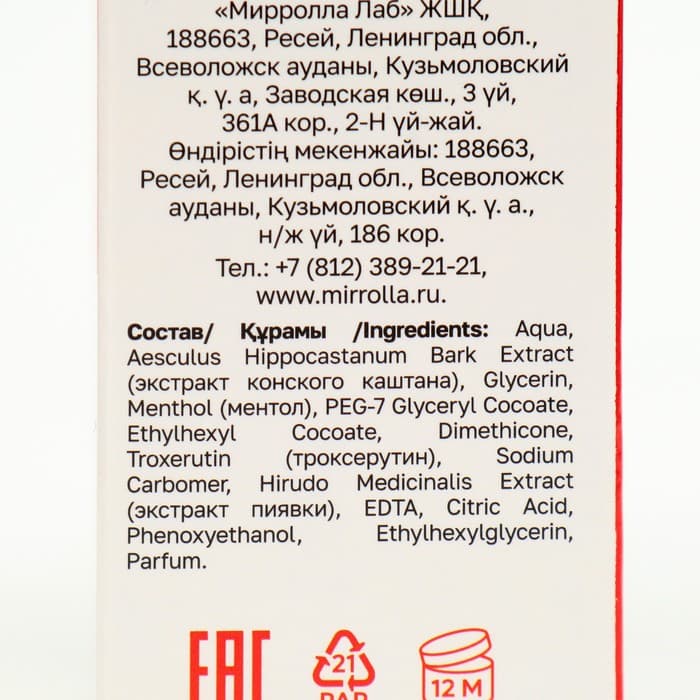 «Мирролла Лаб» ЖШҚ,
188663, Ресей, Ленинград обл.,
Всеволожск ауданы, Кузьмоловский
қ. ү. а, Заводская көш., 3 үй,
361А кор., 2-Н үй-жай.
Өндірістің мекенжайы: 188663,
Ресей, Ленинград обл., Всеволожск
ауданы, Кузьмоловский қ. ү. а.,
н/ж үй, 186 кор.
Тел.: +7 (812) 389-21-21,
www.mirrolla.ru.
Состав/ Құрамы /Ingredients: Aqua,
Aesculus Hippocastanum Bark Extract
(экстракт конского каштана), Glycerin,
Menthol (ментол), PEG-7 Glyceryl Cocoate,
Ethylhexyl Cocoate, Dimethicone,
Troxerutin (троксерутин), Sodium
Carbomer, Hirudo Medicinalis Extract
(экстракт пиявки), EDTA, Citric Acid,
Phenoxyethanol, Ethylhexylglycerin,
Parfum.
EAC
21
PAP
12 M